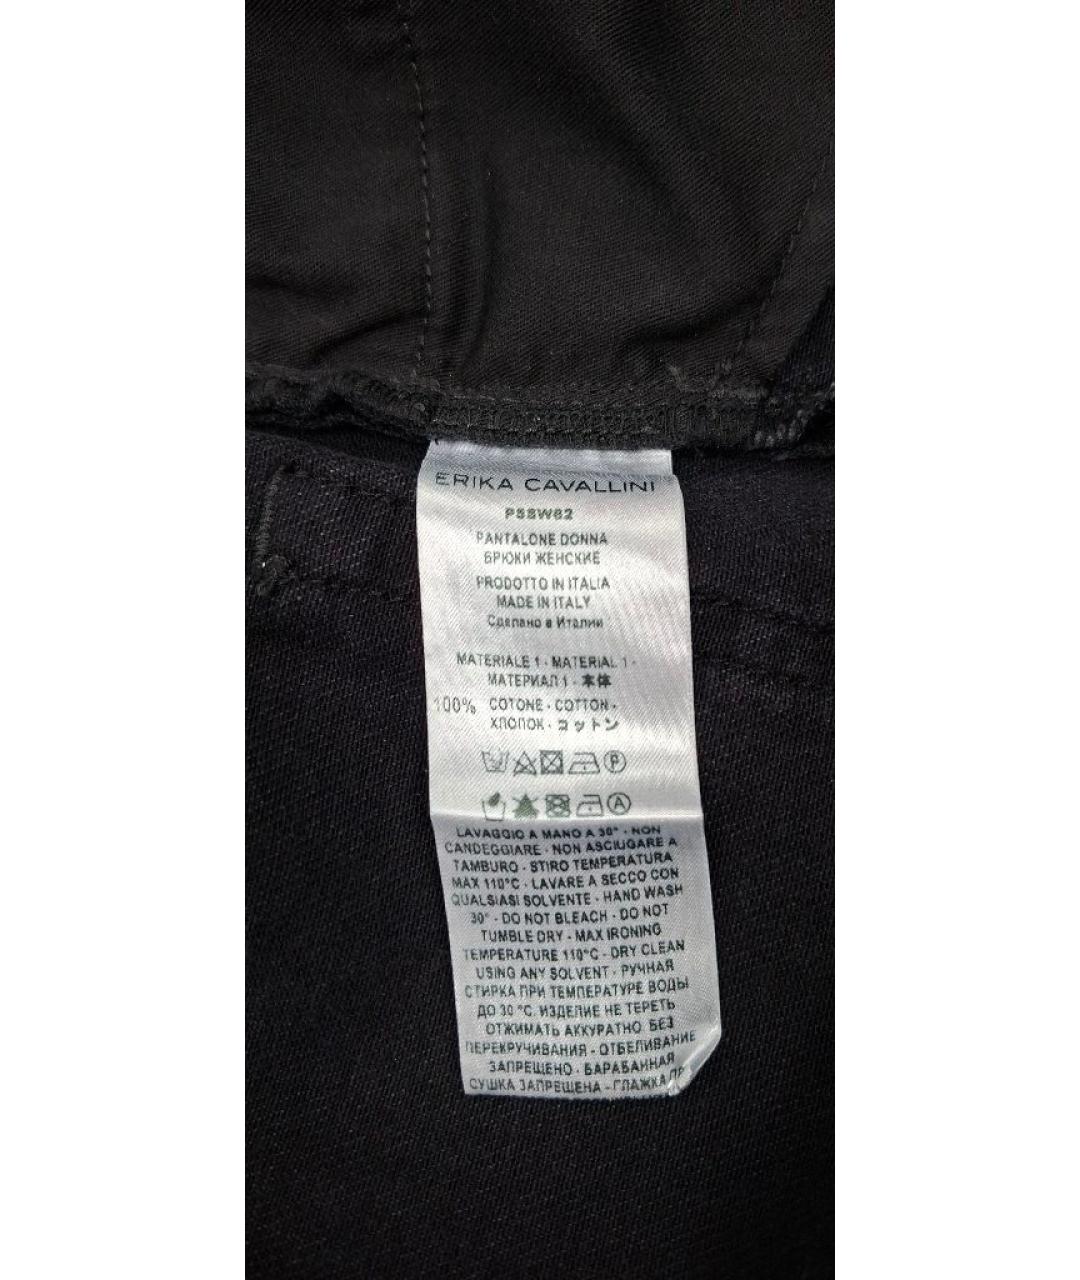 ERIKA CAVALLINI
P5SW62
PANTALONE DONNA
БРЮКИ ЖЕНСКИЕ
PRODOTTO IN ITALIA
MADE IN ITALY
Сделано в Италии
MATERIALE 1 - MATERIAL 1 -
МАТЕРИАЛ 1 - 本体
100% COTONE - COTTON -
ХЛОПОК - コットン
P
A
LAVAGGIO A MANO A 30° - NON
CANDEGGIARE - NON ASCIUGARE A
TAMBURO - STIRO TEMPERATURA
MAX 110°C - LAVARE A SECCO CON
QUALSIASI SOLVENTE - HAND WASH
30° - DO NOT BLEACH - DO NOT
TUMBLE DRY - MAX IRONING
TEMPERATURE 110°C - DRY CLEAN
USING ANY SOLVENT - РУЧНАЯ
СТИРКА ПРИ ТЕМПЕРАТУРЕ ВОДЫ
ДО 30 °C. ИЗДЕЛИЕ НЕ ТЕРЕТЬ
ОТЖИМАТЬ АККУРАТНО, БЕЗ
ПЕРЕКРУЧИВАНИЯ - ОТБЕЛИВАНИЕ
ЗАПРЕЩЕНО - БАРАБАННАЯ
СУШКА ЗАПРЕЩЕНА - ГЛАЖКА ПР